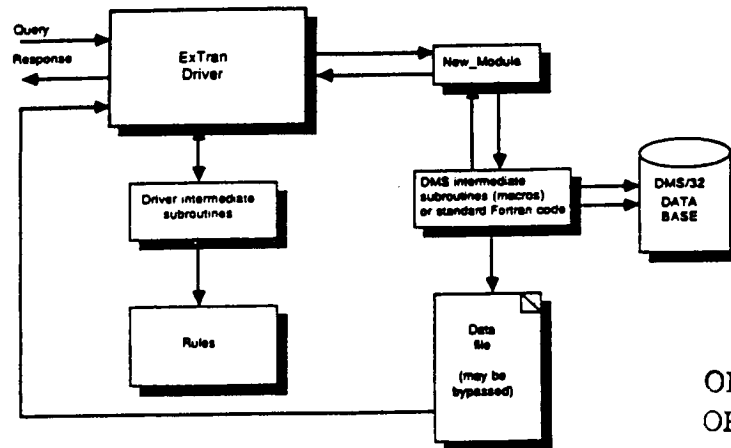 Query
Response
ExTran
Driver
New_Module
Driver intermediate
subroutines
DMS intermediate
subroutines (macros)
or standard Fortran code
DMS/32
DATA
BASE
Rules
Data
file
(may be
bypassed)